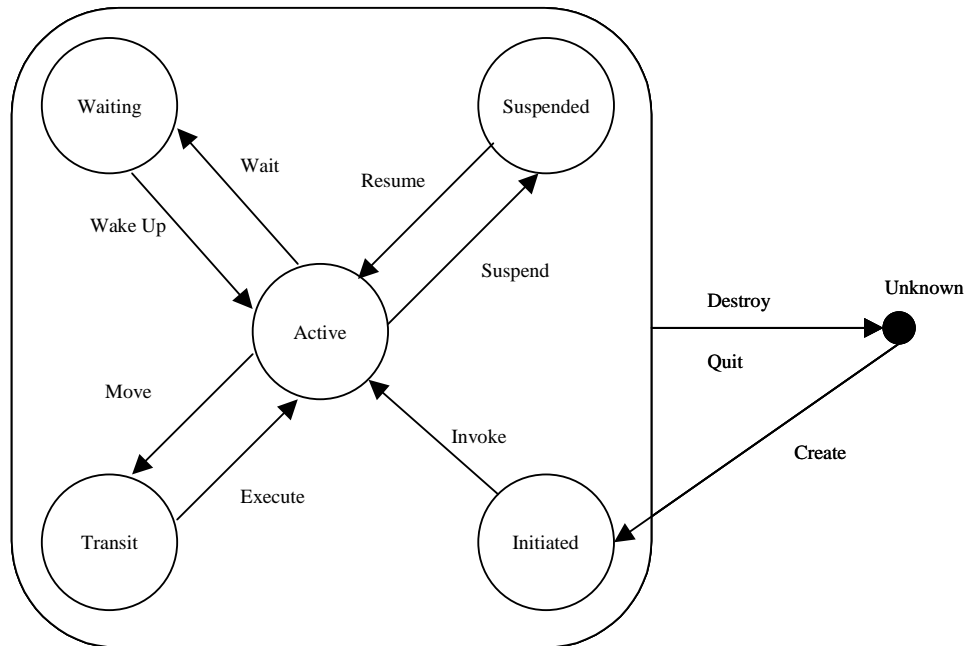 Waiting
Suspended
Wait
Resume
Wake Up
Suspend
Unknown
Destroy
Active
Quit
Move
Invoke
Create
Execute
Transit
Initiated